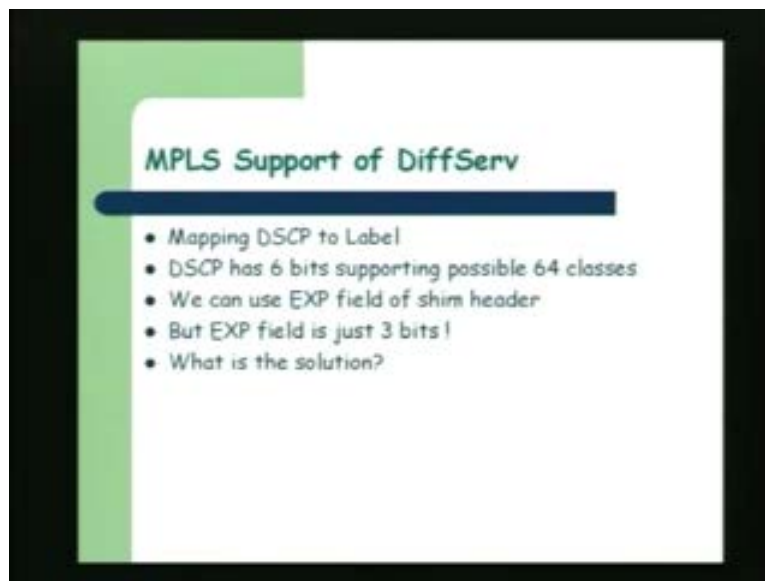 MPLS Support of DiffServ
• Mapping DSCP to Label
• DSCP has 6 bits supporting possible 64 classes
• We can use EXP field of shim header
• But EXP field is just 3 bits !
• What is the solution?